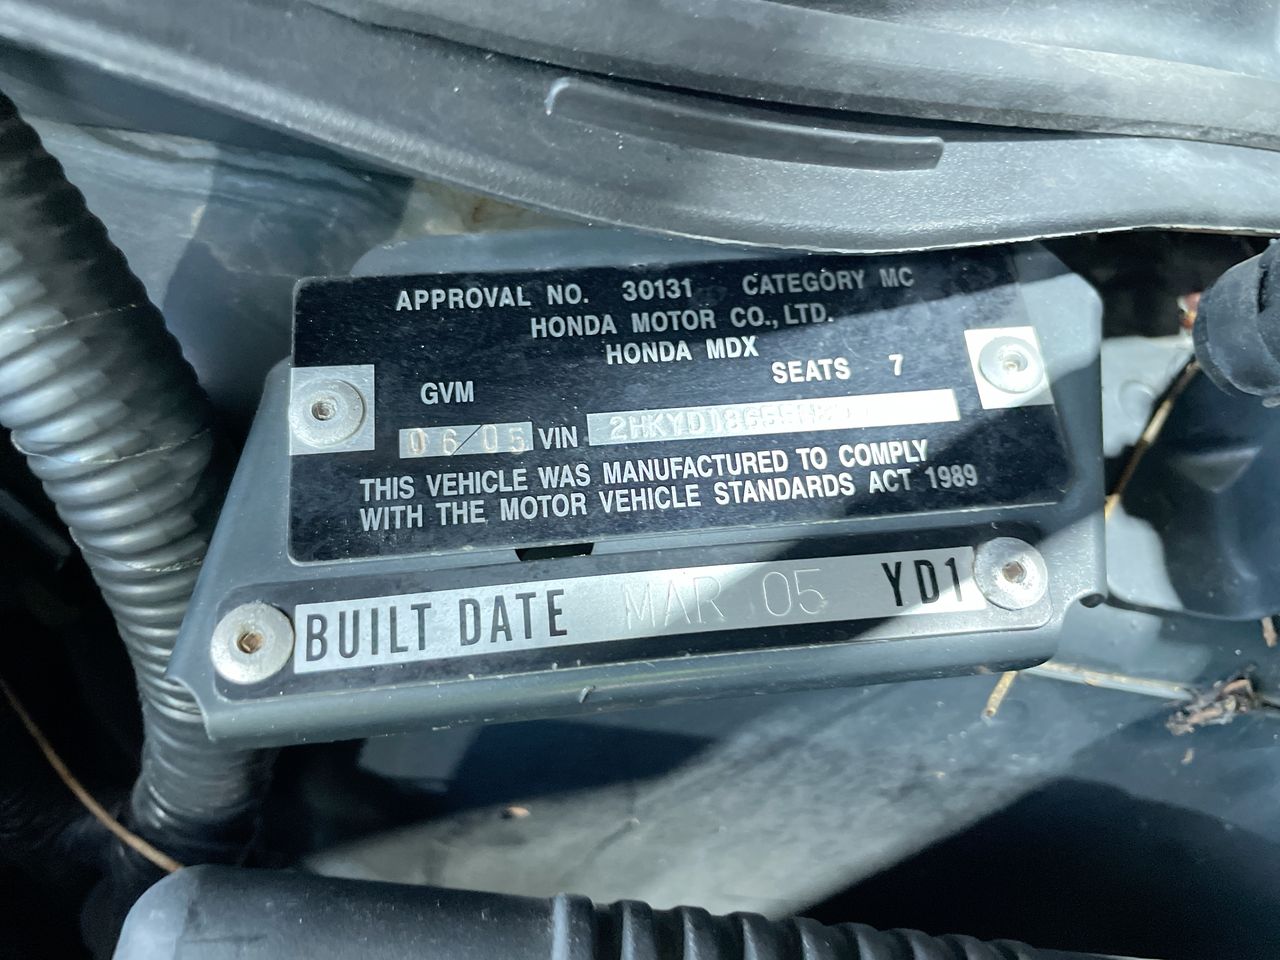 APPROVAL NO. 30131 CATEGORY MC
HONDA MOTOR CO., LTD.
HONDA MDX
GVM SEATS 7
06/05 VIN
THIS VEHICLE WAS MANUFACTURED TO COMPLY
WITH THE MOTOR VEHICLE STANDARDS ACT 1989
BUILT DATE MAR 05 YD1